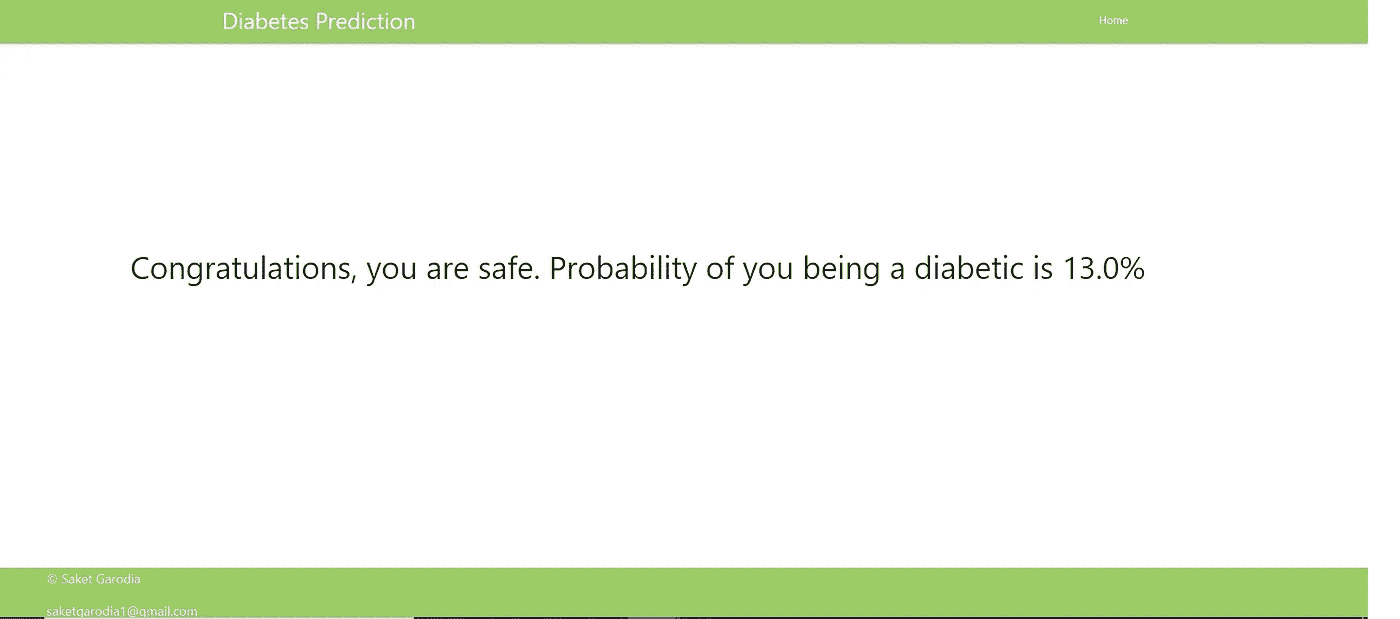 Diabetes Prediction
Home
Congratulations, you are safe. Probability of you being a diabetic is 13.0%
© Saket Garodia
saketgarodia1@gmail.com